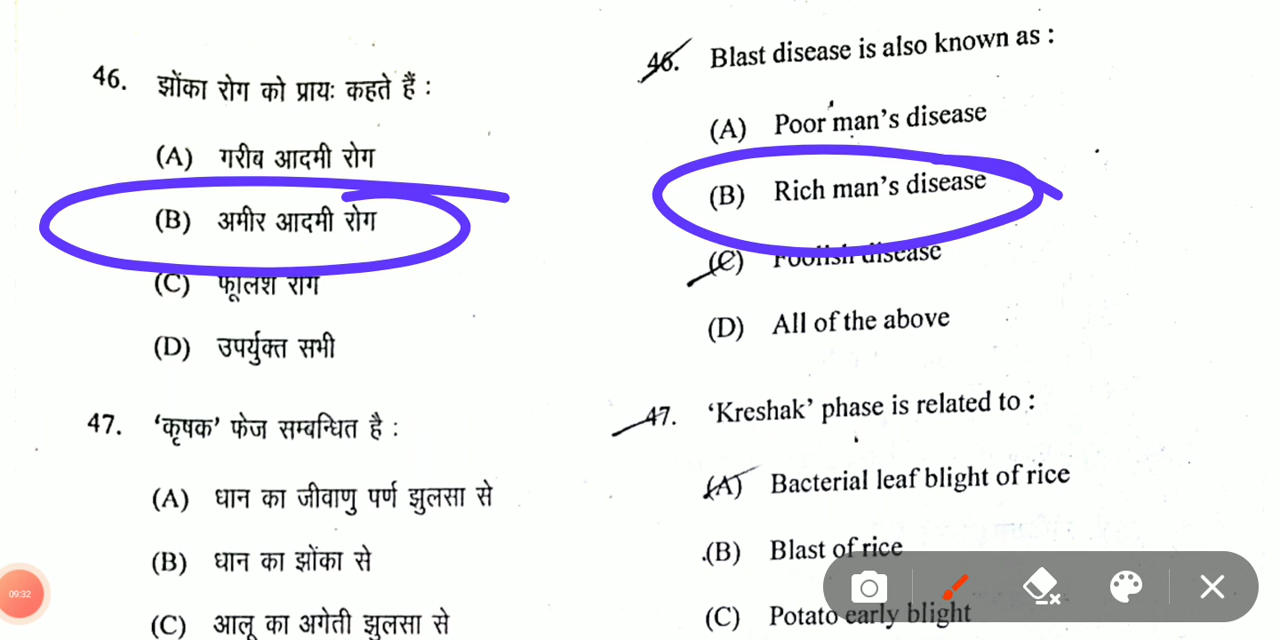 46. झोंका रोग को प्रायः कहते हैं :
(A) गरीब आदमी रोग
(B) अमीर आदमी रोग
(C) फूलिश रोग
(D) उपर्युक्त सभी
47. ‘कृषक’ फेज सम्बन्धित है :
(A) धान का जीवाणु पर्ण झुलसा से
(B) धान का झोंका से
(C) आलू का अगेती झुलसा से
46. Blast disease is also known as :
(A) Poor man’s disease
(B) Rich man’s disease
(C) Foolish disease
(D) All of the above
47. ‘Kreshak’ phase is related to :
(A) Bacterial leaf blight of rice
(B) Blast of rice
(C) Potato early blight
09:32